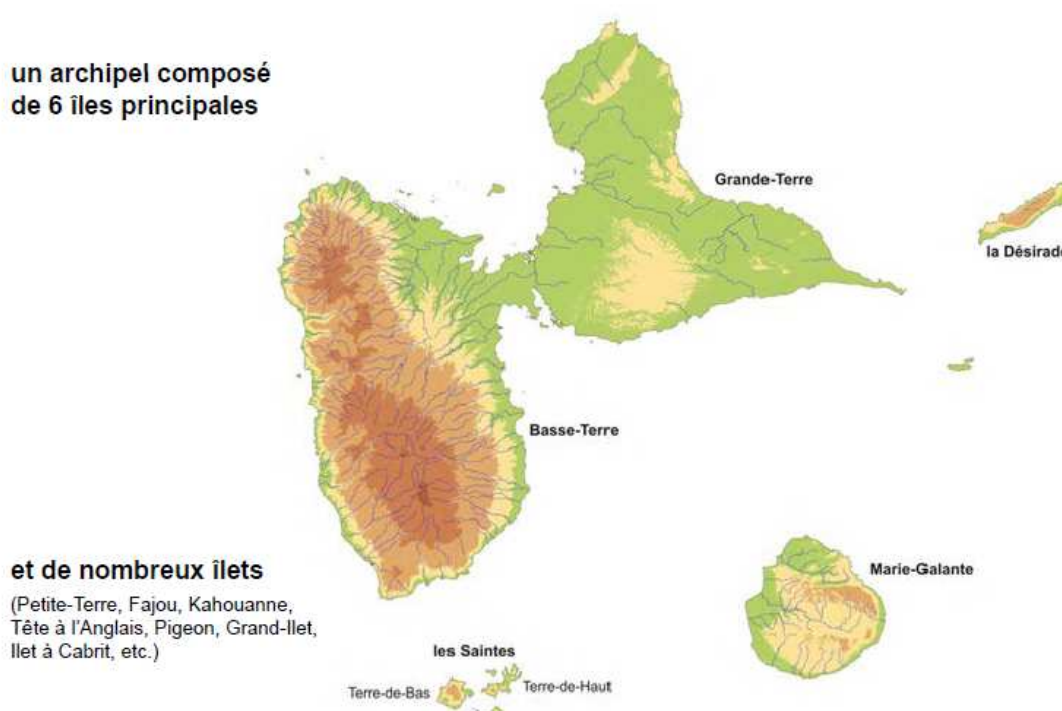 un archipel composé
de 6 îles principales
Grande-Terre
la Désirade
Basse-Terre
et de nombreux îlets
(Petite-Terre, Fajou, Kahouanne,
Tête à l'Anglais, Pigeon, Grand-Ilet,
Ilet à Cabrit, etc.)
Marie-Galante
les Saintes
Terre-de-Bas
Terre-de-Haut